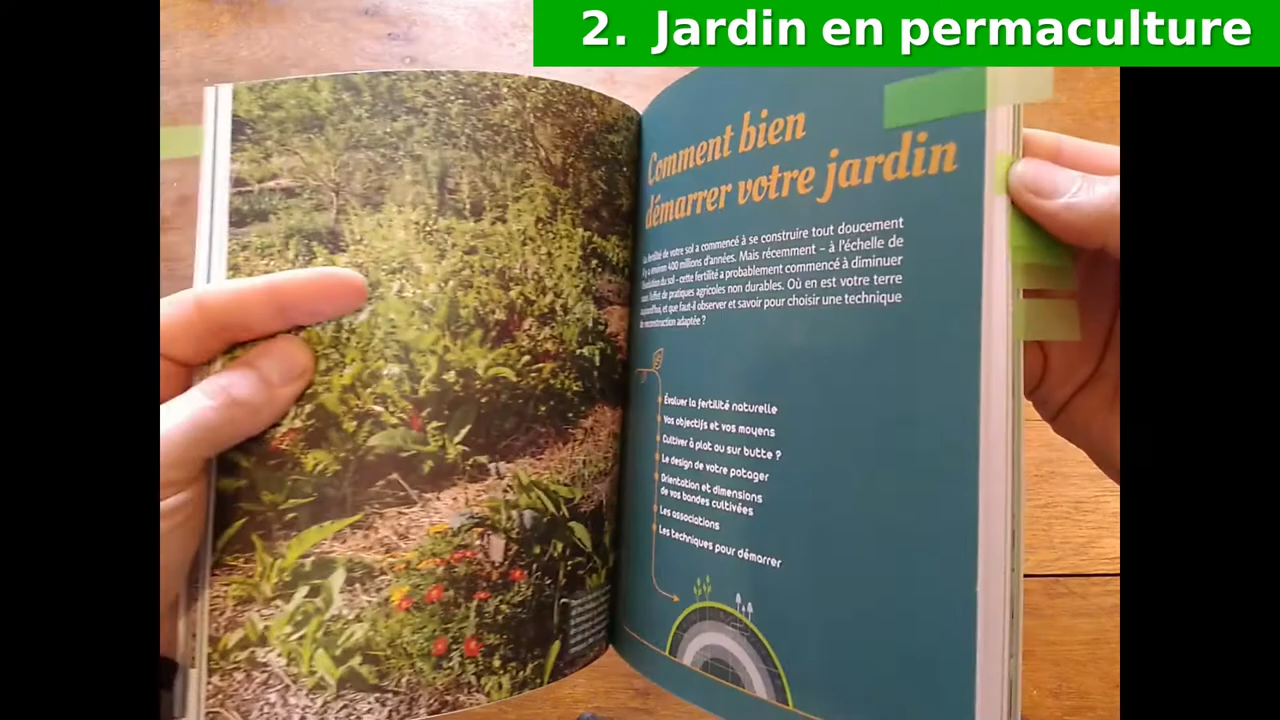 2. Jardin en permaculture
Comment bien
démarrer votre jardin
La fertilité de votre sol a commencé à se construire tout doucement
il y a environ 400 millions d'années. Mais récemment – à l'échelle de
l'évolution du sol – cette fertilité a probablement commencé à diminuer
sous l'effet de pratiques agricoles non durables. Où en est votre terre
aujourd'hui, et que faut-il observer et savoir pour choisir une technique
de reconstruction adaptée ?
Évaluer la fertilité naturelle
Vos objectifs et vos moyens
Cultiver à plat ou sur butte ?
Le design de votre potager
Orientation et dimensions
de vos bandes cultivées
Les associations
Les techniques pour démarrer